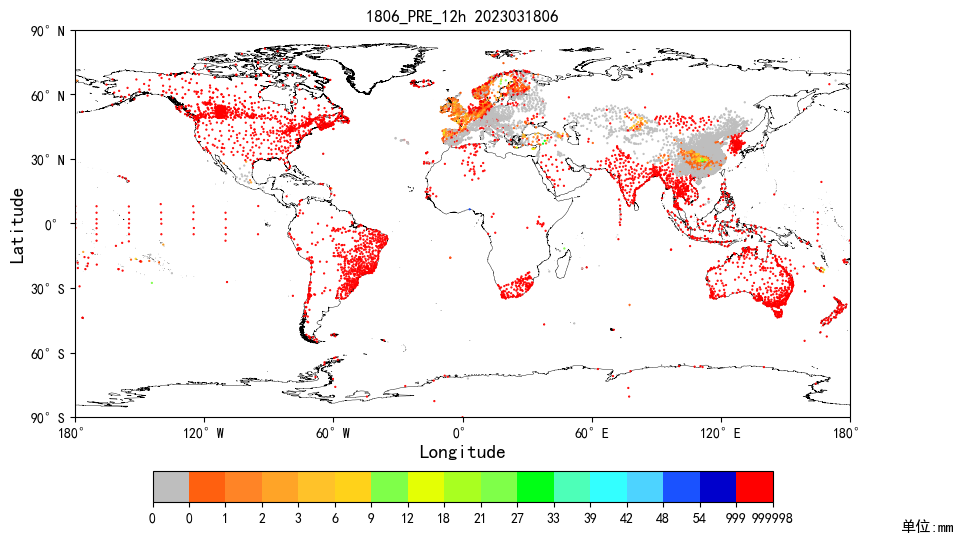 1806_PRE_12h 2023031806
90° N
60° N
30° N
0°
30° S
60° S
90° S
Latitude
180° 120° W 60° W 0° 60° E 120° E 180°
Longitude
0 0 1 2 3 6 9 12 18 21 27 33 39 42 48 54 999 999998
单位:mm